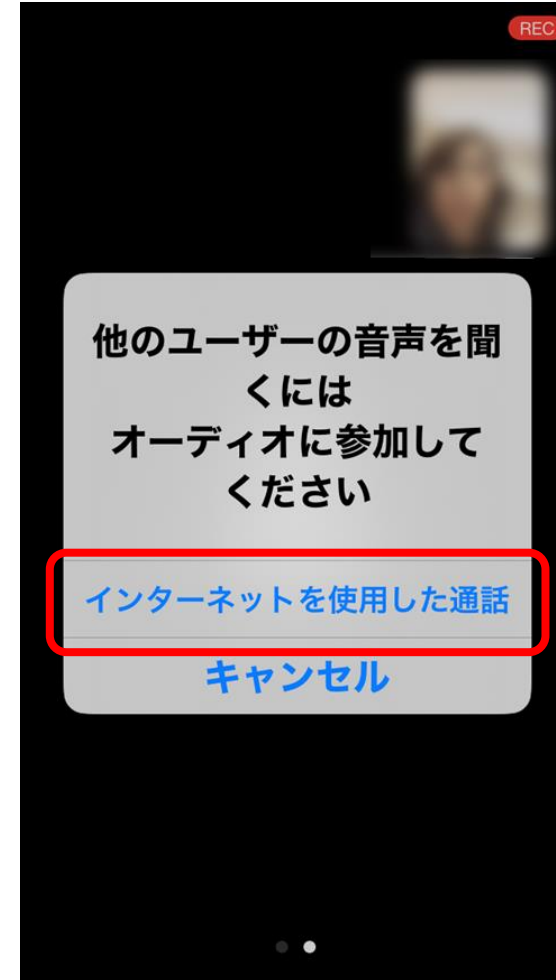 REC
他のユーザーの音声を聞
くには
オーディオに参加して
ください
インターネットを使用した通話
キャンセル